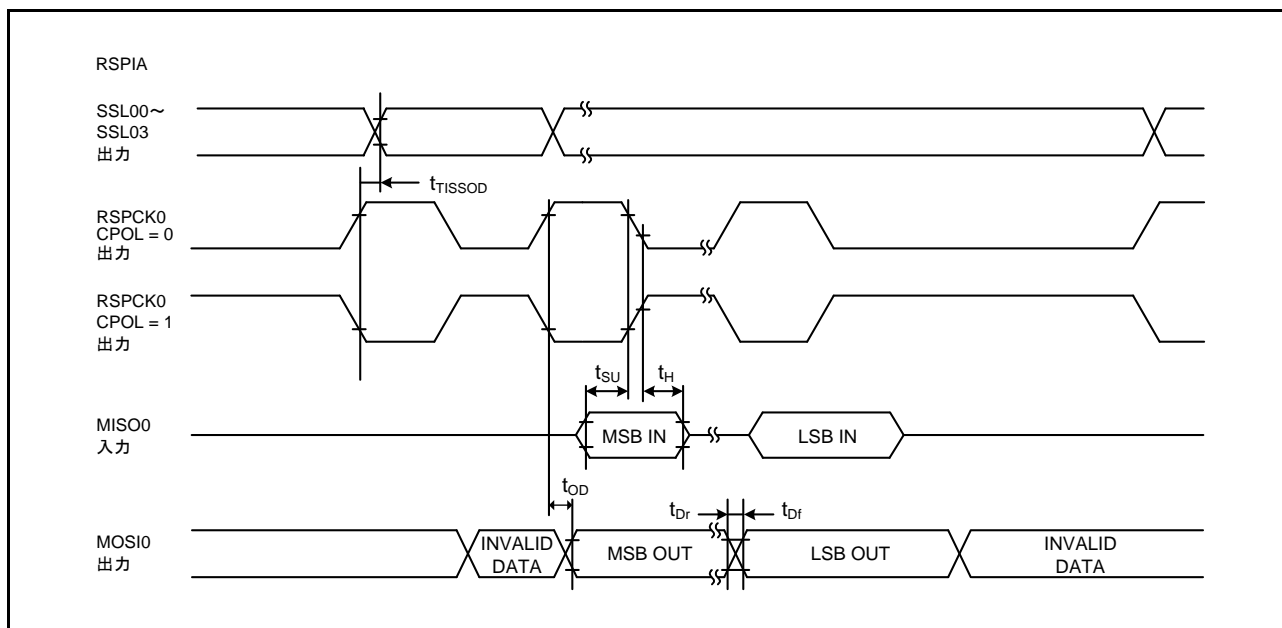 RSPIA
SSL00～
SSL03
出力
tTISSOD
RSPCK0
CPOL = 0
出力
RSPCK0
CPOL = 1
出力
tSU
tH
MISO0
入力
MSB IN
LSB IN
tOD
tDr
tDf
MOSI0
出力
INVALID
DATA
MSB OUT
LSB OUT
INVALID
DATA